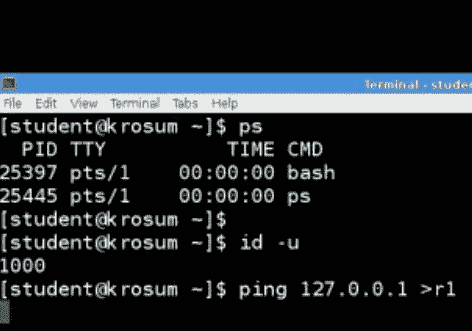 Terminal - stude
File Edit View Terminal Tabs Help
[student@krosum ~]$ ps
PID TTY TIME CMD
25397 pts/1 00:00:00 bash
25445 pts/1 00:00:00 ps
[student@krosum ~]$
[student@krosum ~]$ id -u
1000
[student@krosum ~]$ ping 127.0.0.1 >r1